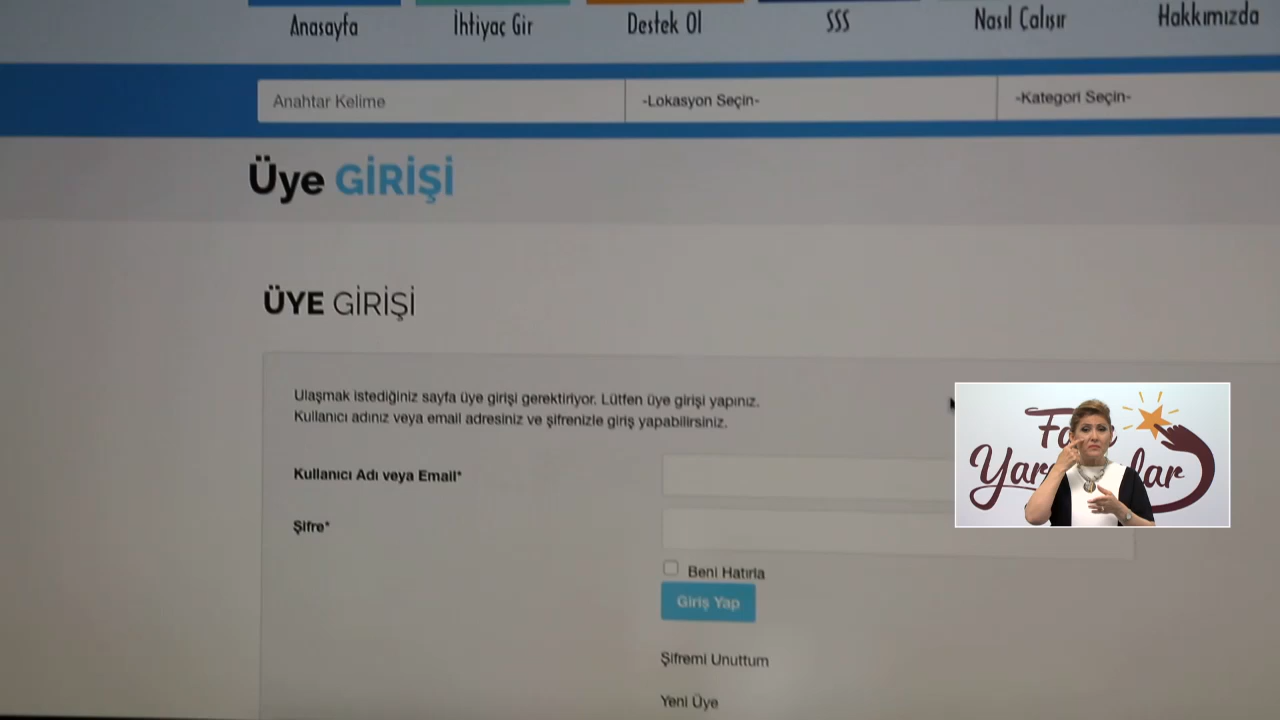 Anasayfa İhtiyaç Gir Destek Ol SSS Nasıl Çalışır Hakkımızda
Anahtar Kelime -Lokasyon Seçin- -Kategori Seçin-
Üye GİRİŞİ
ÜYE GİRİŞİ
Ulaşmak istediğiniz sayfa üye girişi gerektiriyor. Lütfen üye girişi yapınız.
Kullanıcı adınız veya email adresiniz ve şifrenizle giriş yapabilirsiniz.
Kullanıcı Adı veya Email*
Şifre*
Beni Hatırla
Giriş Yap
Şifremi Unuttum
Yeni Üye